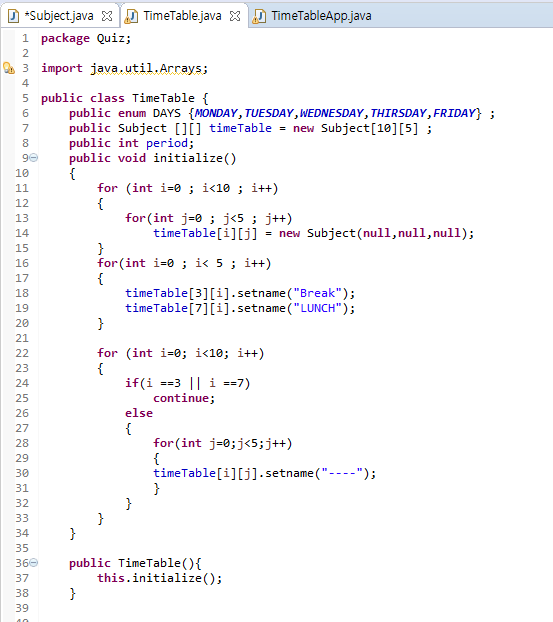 *Subject.java TimeTable.java TimeTableApp.java
1 package Quiz;
2
3 import java.util.Arrays;
4
5 public class TimeTable {
6 public enum DAYS {MONDAY,TUESDAY,WEDNESDAY,THIRSDAY,FRIDAY} ;
7 public Subject [][] timeTable = new Subject[10][5] ;
8 public int period;
9 public void initialize()
10 {
11 for (int i=0 ; i<10 ; i++)
12 {
13 for(int j=0 ; j<5 ; j++)
14 timeTable[i][j] = new Subject(null,null,null);
15 }
16 for(int i=0 ; i< 5 ; i++)
17 {
18 timeTable[3][i].setname("Break");
19 timeTable[7][i].setname("LUNCH");
20 }
21
22 for (int i=0; i<10; i++)
23 {
24 if(i ==3 || i ==7)
25 continue;
26 else
27 {
28 for(int j=0;j<5;j++)
29 {
30 timeTable[i][j].setname("----");
31 }
32 }
33 }
34 }
35
36 public TimeTable(){
37 this.initialize();
38 }
39